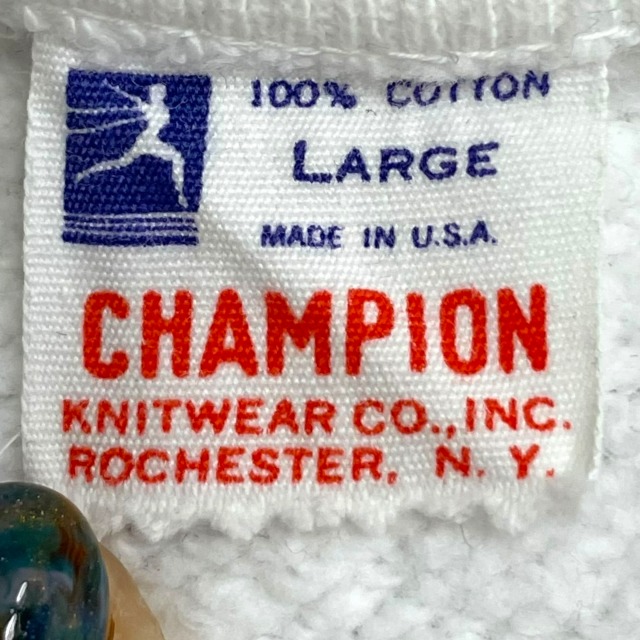 100% COTTON
LARGE
MADE IN U.S.A.
CHAMPION
KNITWEAR CO., INC.
ROCHESTER, N. Y.